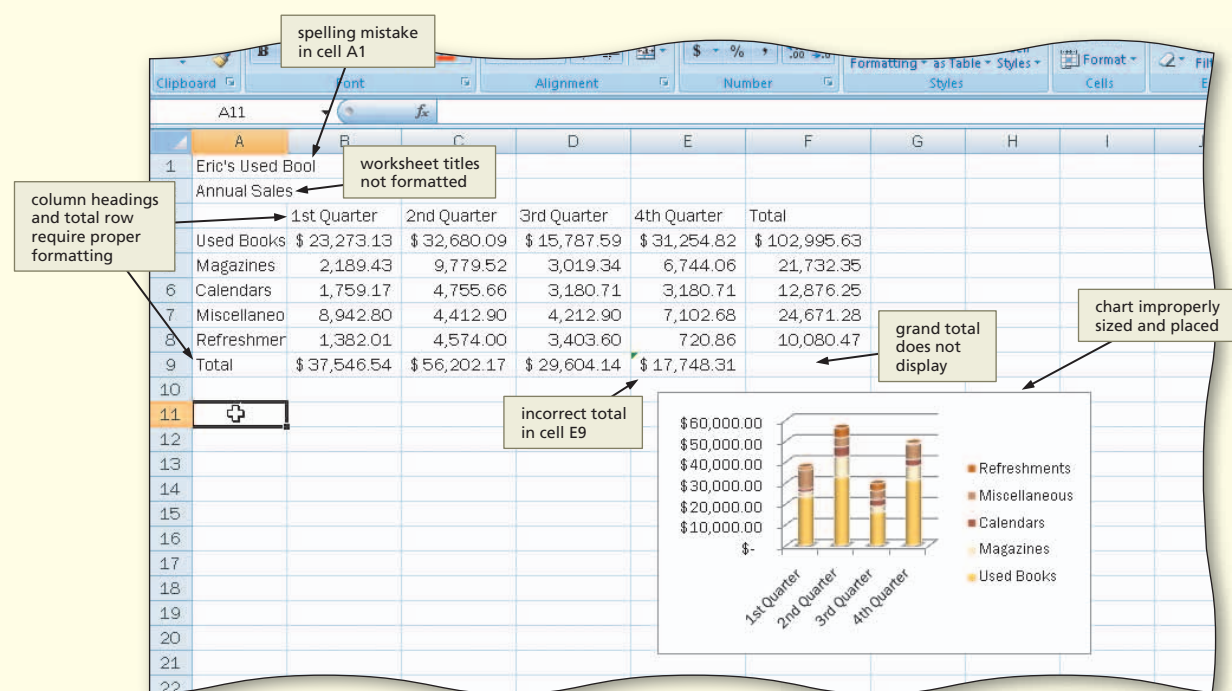 spelling mistake
in cell A1
B
$ % , .00
Format
Formatting as Table Styles
Clipboard Font Alignment Number Styles Cells
A11 fx
A B C D E F G H I
1 Eric's Used Bool
worksheet titles
not formatted
Annual Sales
column headings
and total row
require proper
formatting
1st Quarter 2nd Quarter 3rd Quarter 4th Quarter Total
Used Books $ 23,273.13 $ 32,680.09 $ 15,787.59 $ 31,254.82 $ 102,995.63
Magazines 2,189.43 9,779.52 3,019.34 6,744.06 21,732.35
6 Calendars 1,759.17 4,755.66 3,180.71 3,180.71 12,876.25
7 Miscellaneo 8,942.80 4,412.90 4,212.90 7,102.68 24,671.28
8 Refreshmer 1,382.01 4,574.00 3,403.60 720.86 10,080.47
9 Total $ 37,546.54 $ 56,202.17 $ 29,604.14 $ 17,748.31
chart improperly
sized and placed
grand total
does not
display
incorrect total
in cell E9
10
11
12
13
14
15
16
17
18
19
20
21
22
$60,000.00
$50,000.00
$40,000.00
$30,000.00
$20,000.00
$10,000.00
$-
1st Quarter
2nd Quarter
3rd Quarter
4th Quarter
Refreshments
Miscellaneous
Calendars
Magazines
Used Books